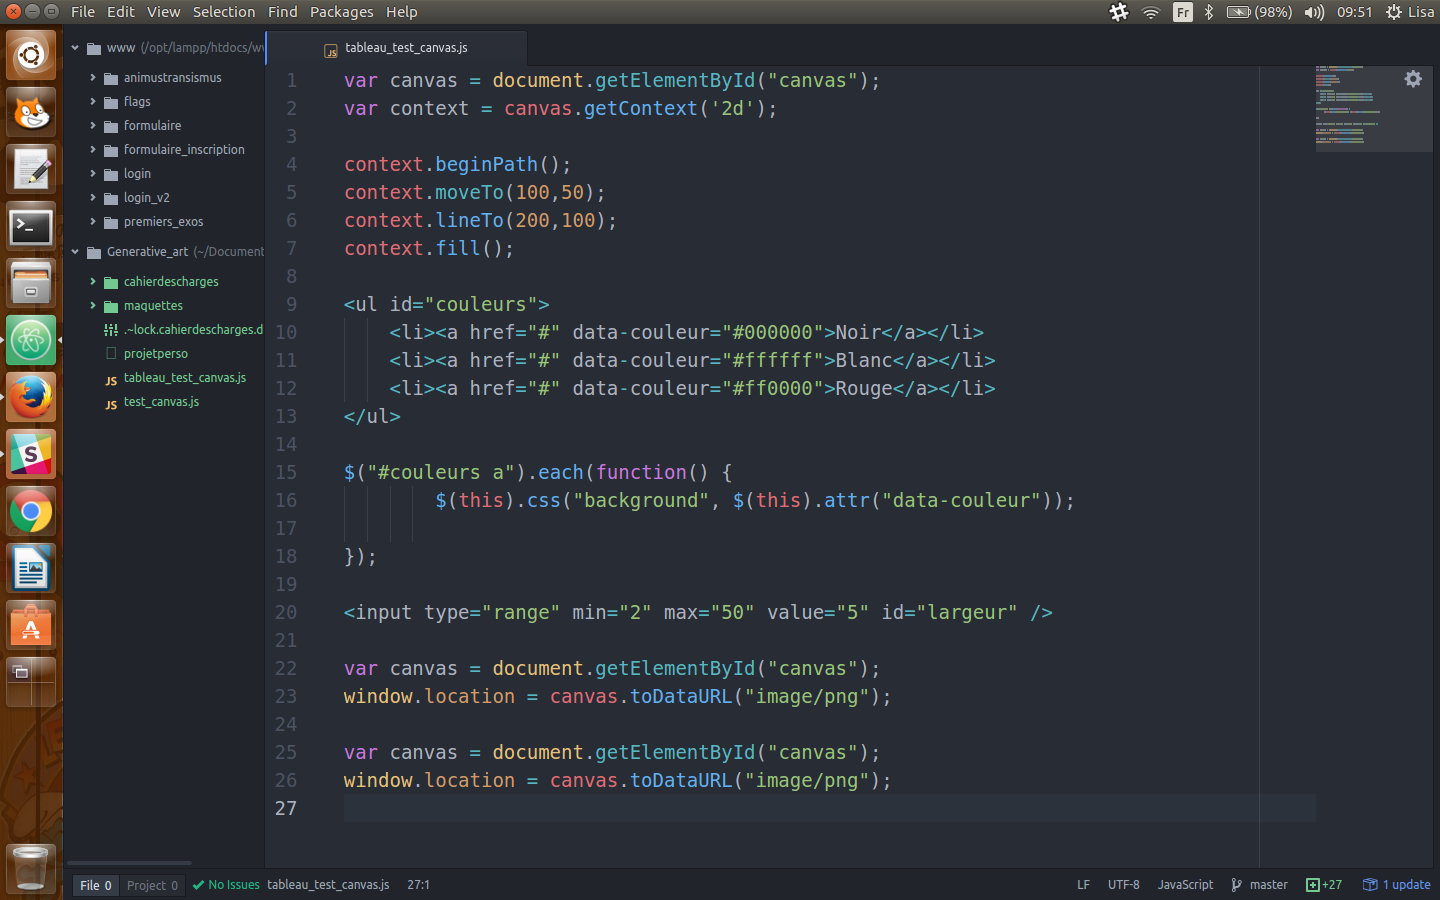 File Edit View Selection Find Packages Help
Fr (98%) 09:51 Lisa
www (/opt/lampp/htdocs/w
animustransismus
flags
formulaire
formulaire_inscription
login
login_v2
premiers_exos
Generative_art (~/Document
cahierdescharges
maquettes
.~lock.cahierdescharges.d
projetperso
JS tableau_test_canvas.js
JS test_canvas.js
JS tableau_test_canvas.js
1 var canvas = document.getElementById("canvas");
2 var context = canvas.getContext('2d');
3
4 context.beginPath();
5 context.moveTo(100,50);
6 context.lineTo(200,100);
7 context.fill();
8
9 <ul id="couleurs">
10 <li><a href="#" data-couleur="#000000">Noir</a></li>
11 <li><a href="#" data-couleur="#ffffff">Blanc</a></li>
12 <li><a href="#" data-couleur="#ff0000">Rouge</a></li>
13 </ul>
14
15 $("#couleurs a").each(function() {
16 $(this).css("background", $(this).attr("data-couleur"));
17
18 });
19
20 <input type="range" min="2" max="50" value="5" id="largeur" />
21
22 var canvas = document.getElementById("canvas");
23 window.location = canvas.toDataURL("image/png");
24
25 var canvas = document.getElementById("canvas");
26 window.location = canvas.toDataURL("image/png");
27
File 0 Project 0 No Issues tableau_test_canvas.js 27:1 LF UTF-8 JavaScript master +27 1 update